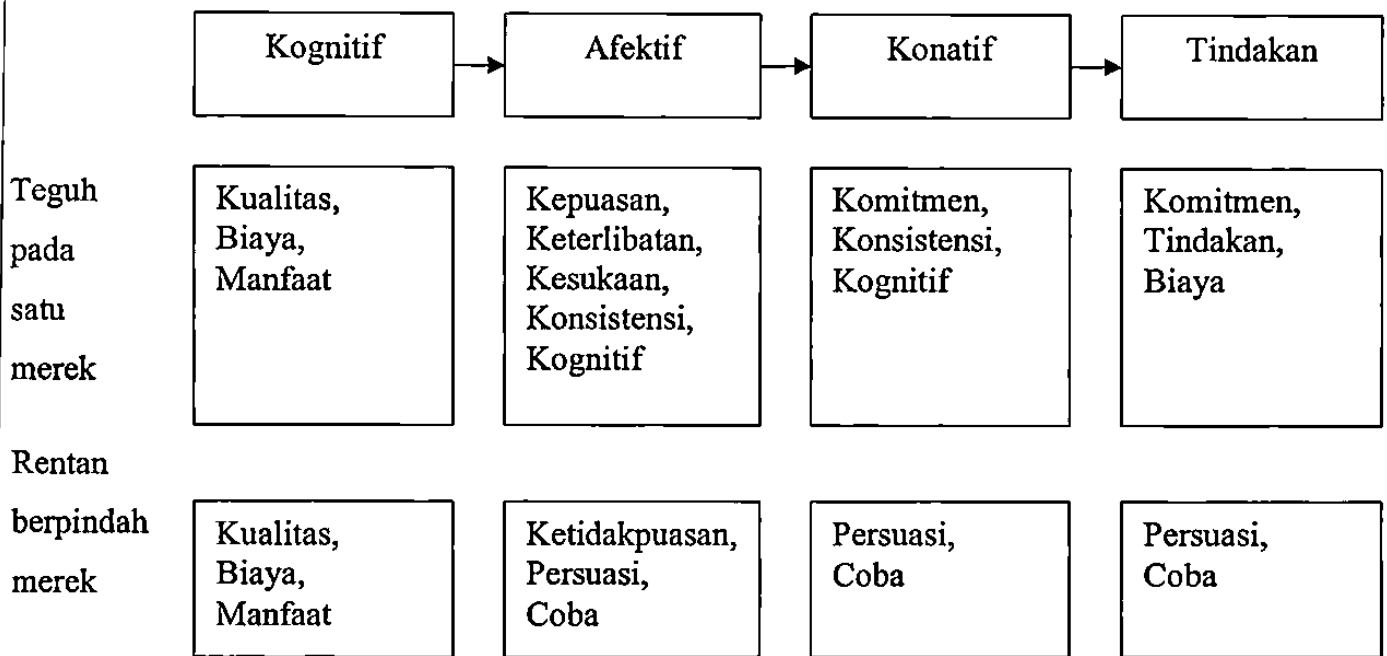 Kognitif
Afektif
Konatif
Tindakan
Teguh
pada
satu
merek
Kualitas,
Biaya,
Manfaat
Kepuasan,
Keterlibatan,
Kesukaan,
Konsistensi,
Kognitif
Komitmen,
Konsistensi,
Kognitif
Komitmen,
Tindakan,
Biaya
Rentan
berpindah
merek
Kualitas,
Biaya,
Manfaat
Ketidakpuasan,
Persuasi,
Coba
Persuasi,
Coba
Persuasi,
Coba